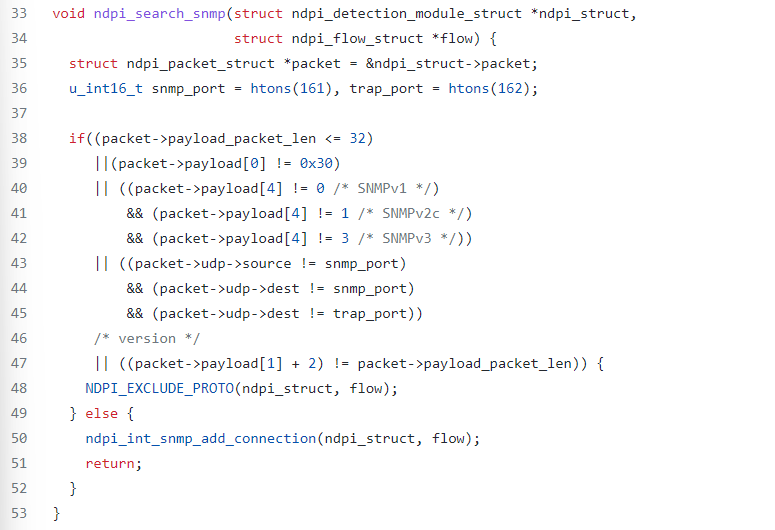 33 void ndpi_search_snmp(struct ndpi_detection_module_struct *ndpi_struct,
34 struct ndpi_flow_struct *flow) {
35 struct ndpi_packet_struct *packet = &ndpi_struct->packet;
36 u_int16_t snmp_port = htons(161), trap_port = htons(162);
37
38 if((packet->payload_packet_len <= 32)
39 ||(packet->payload[0] != 0x30)
40 || ((packet->payload[4] != 0 /* SNMPv1 */)
41 && (packet->payload[4] != 1 /* SNMPv2c */)
42 && (packet->payload[4] != 3 /* SNMPv3 */))
43 || ((packet->udp->source != snmp_port)
44 && (packet->udp->dest != snmp_port)
45 && (packet->udp->dest != trap_port))
46 /* version */
47 || ((packet->payload[1] + 2) != packet->payload_packet_len)) {
48 NDPI_EXCLUDE_PROTO(ndpi_struct, flow);
49 } else {
50 ndpi_int_snmp_add_connection(ndpi_struct, flow);
51 return;
52 }
53 }